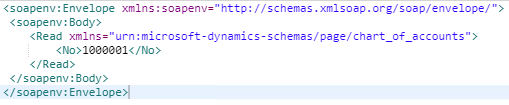 <soapenv:Envelope xmlns:soapenv="http://schemas.xmlsoap.org/soap/envelope/">
<soapenv:Body>
<Read xmlns="urn:microsoft-dynamics-schemas/page/chart_of_accounts">
<No>1000001</No>
</Read>
</soapenv:Body>
</soapenv:Envelope>